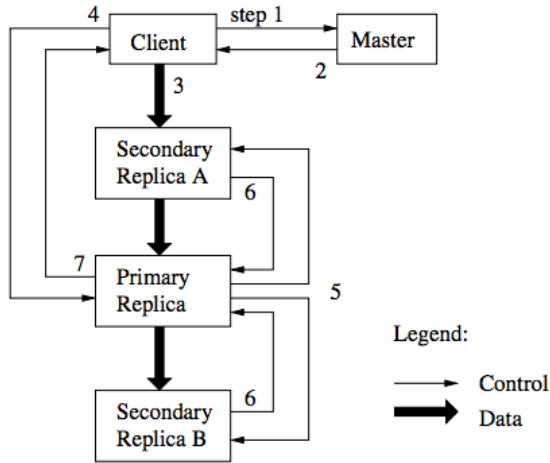 4
step 1
Client
Master
2
3
Secondary
Replica A
6
7
Primary
Replica
5
Legend:
Control
6
Data
Secondary
Replica B